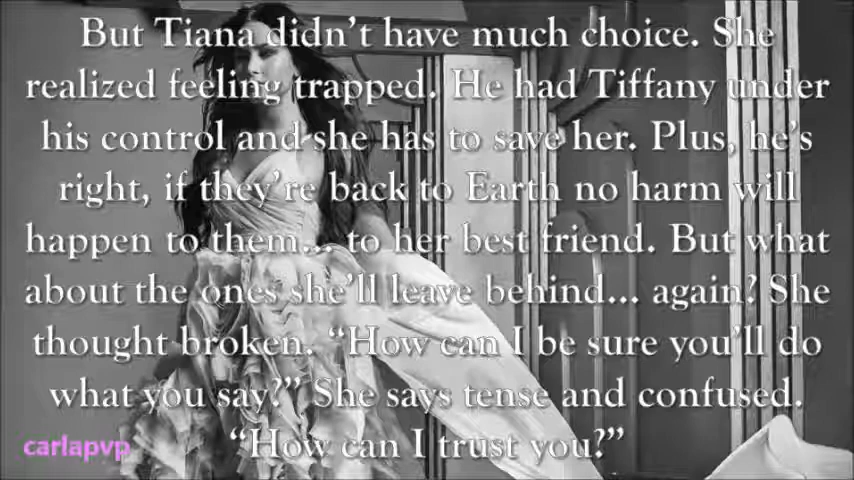 But Tiana didn't have much choice. She
realized feeling trapped. He had Tiffany under
his control and she has to save her. Plus, he's
right, if they're back to Earth no harm will
happen to them... to her best friend. But what
about the ones she'll leave behind... again? She
thought broken. “How can I be sure you'll do
what you say?” She says tense and confused.
“How can I trust you?”
carlapvp